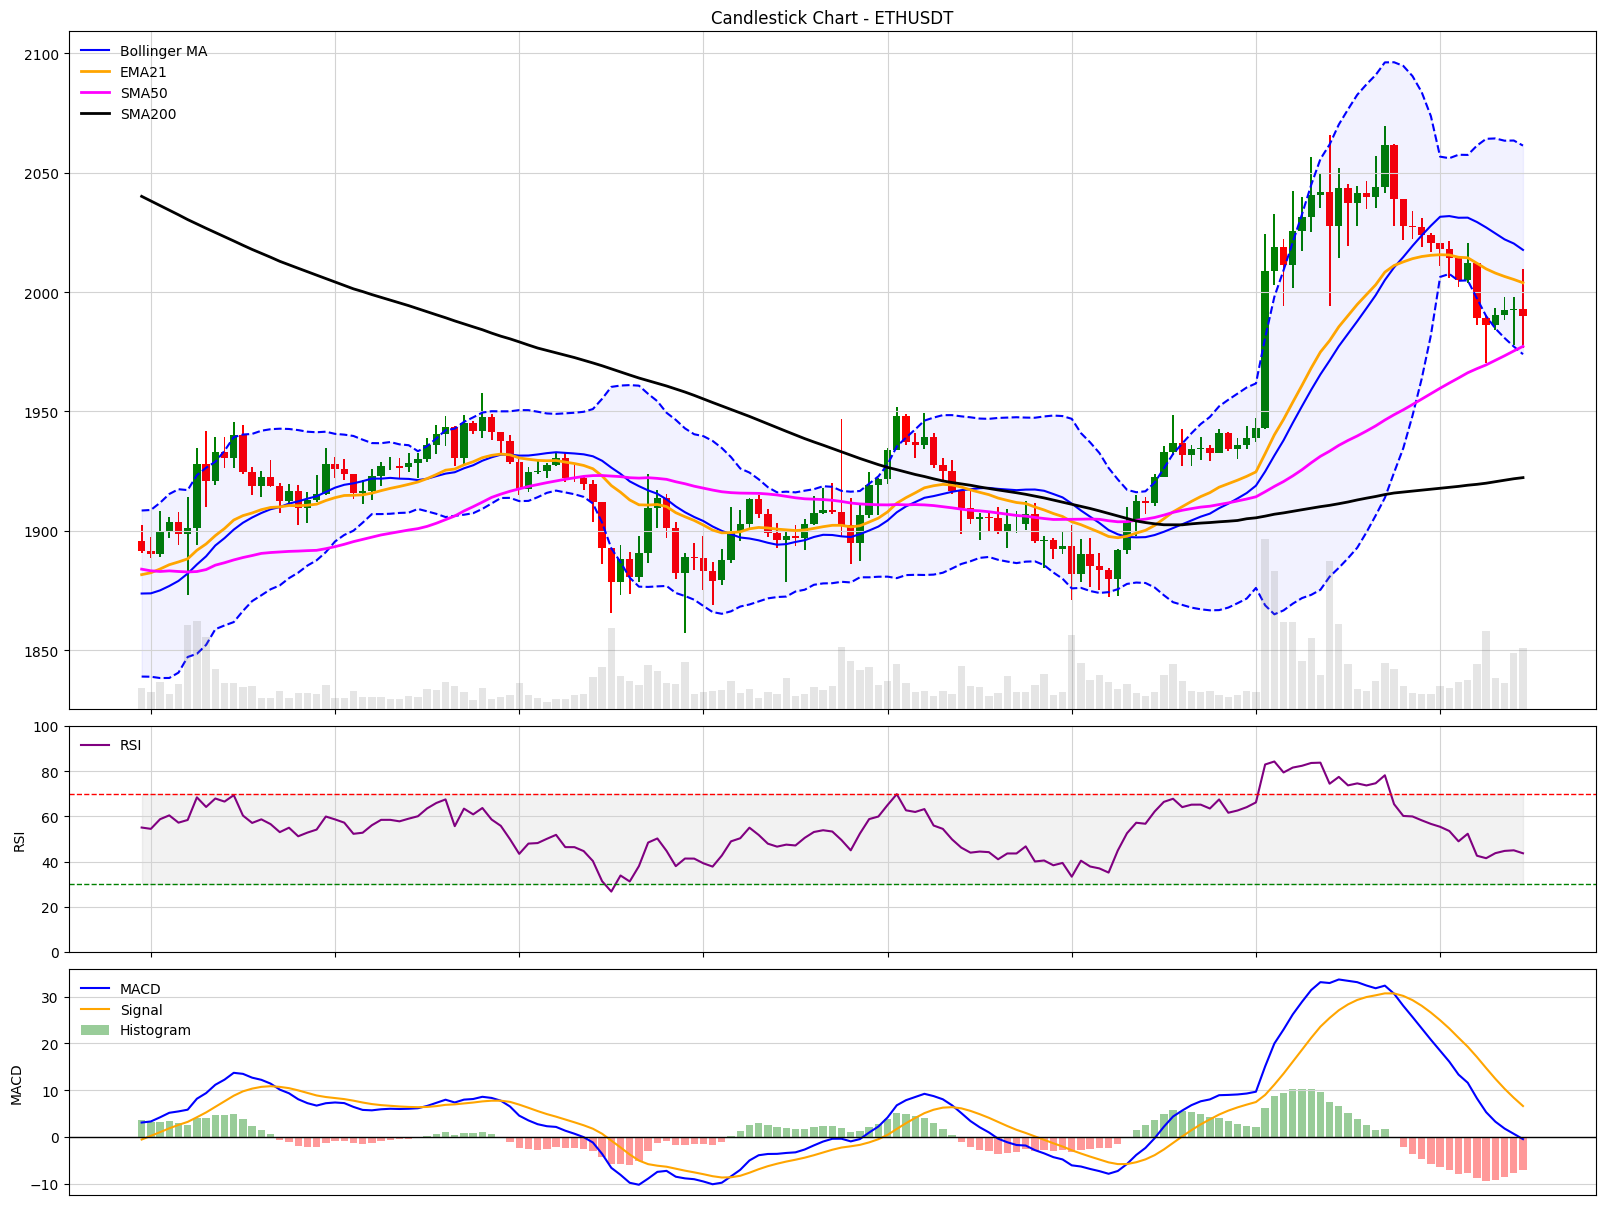 Candlestick Chart - ETHUSDT
Bollinger MA
EMA21
SMA50
SMA200
2100
2050
2000
1950
1900
1850
RSI
100
80
60
40
20
0
RSI
MACD
Signal
Histogram
30
20
10
0
−10
MACD